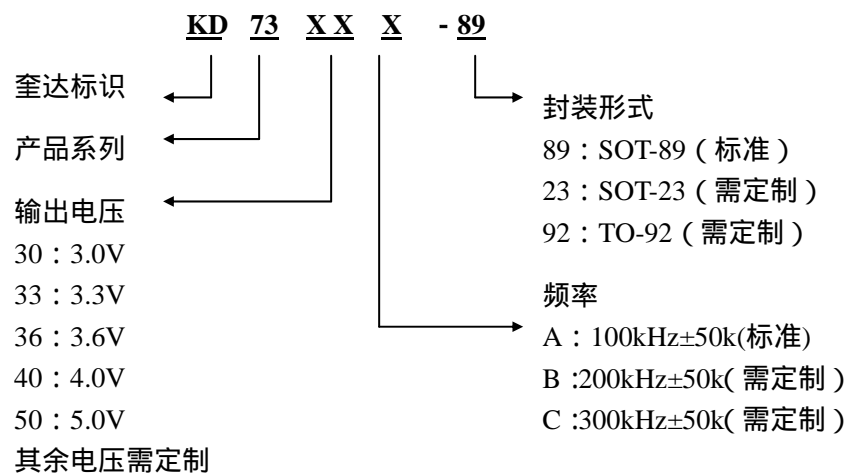 KD 73 X X X - 89
奎达标识
产品系列
输出电压
30：3.0V
33：3.3V
36：3.6V
40：4.0V
50：5.0V
其余电压需定制
封装形式
89：SOT-89（标准）
23：SOT-23（需定制）
92：TO-92（需定制）
频率
A：100kHz±50k(标准)
B：200kHz±50k(需定制）
C：300kHz±50k(需定制）